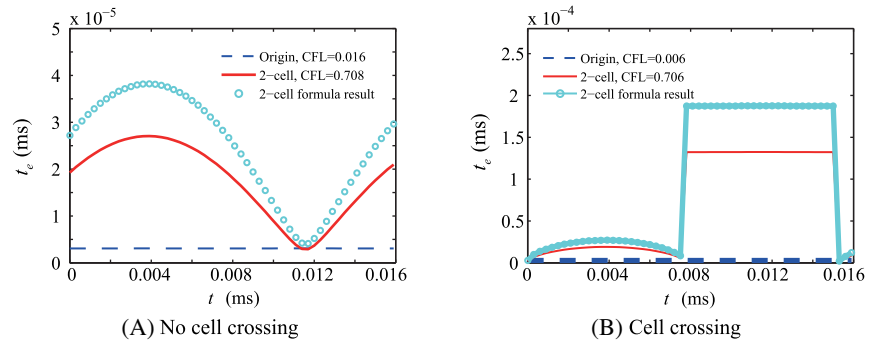 x 10⁻⁵
5
4
3
2
1
0
tₑ (ms)
Origin, CFL=0.016
2−cell, CFL=0.708
2−cell formula result
0 0.004 0.008 0.012 0.016
t (ms)
(A) No cell crossing
x 10⁻⁴
2.5
2
1.5
1
0.5
0
tₑ (ms)
Origin, CFL=0.006
2−cell, CFL=0.706
2−cell formula result
0 0.004 0.008 0.012 0.016
t (ms)
(B) Cell crossing